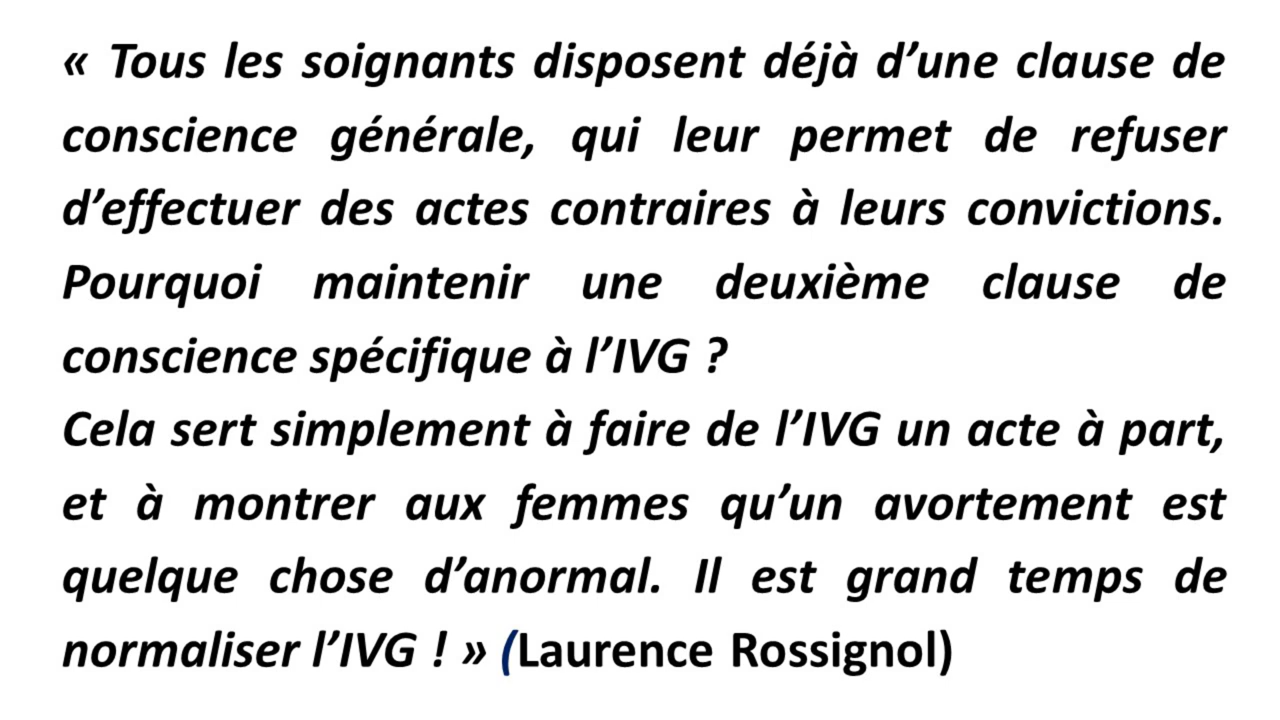 « Tous les soignants disposent déjà d’une clause de
conscience générale, qui leur permet de refuser
d’effectuer des actes contraires à leurs convictions.
Pourquoi maintenir une deuxième clause de
conscience spécifique à l’IVG ?
Cela sert simplement à faire de l’IVG un acte à part,
et à montrer aux femmes qu’un avortement est
quelque chose d’anormal. Il est grand temps de
normaliser l’IVG ! » (Laurence Rossignol)